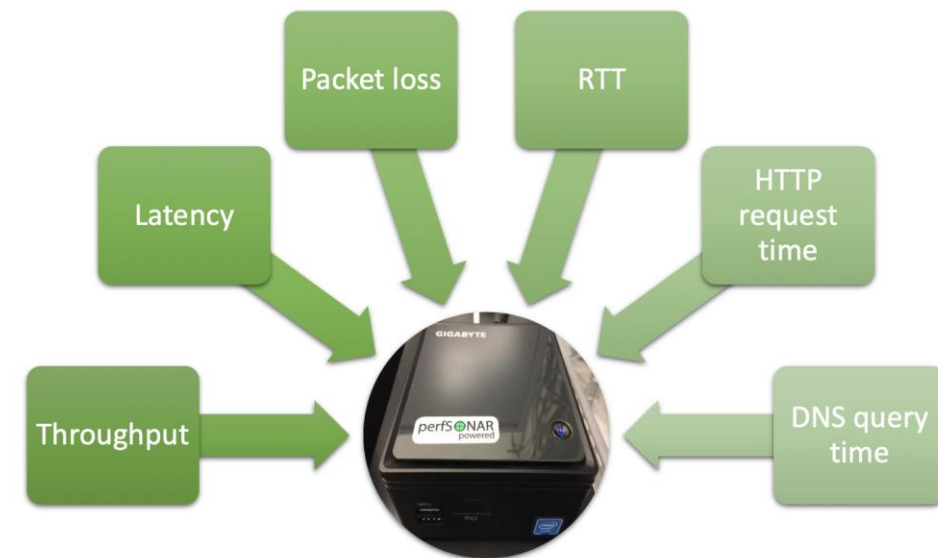 Packet loss
RTT
Latency
HTTP
request
time
Throughput
DNS query
time
GIGABYTE
perfSONAR
powered